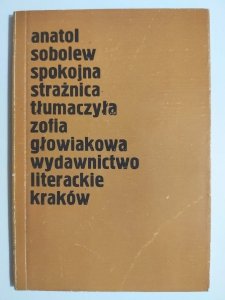 anatol
sobolew
spokojna
strażnica
tłumaczyła
zofia
głowiakowa
wydawnictwo
literackie
kraków